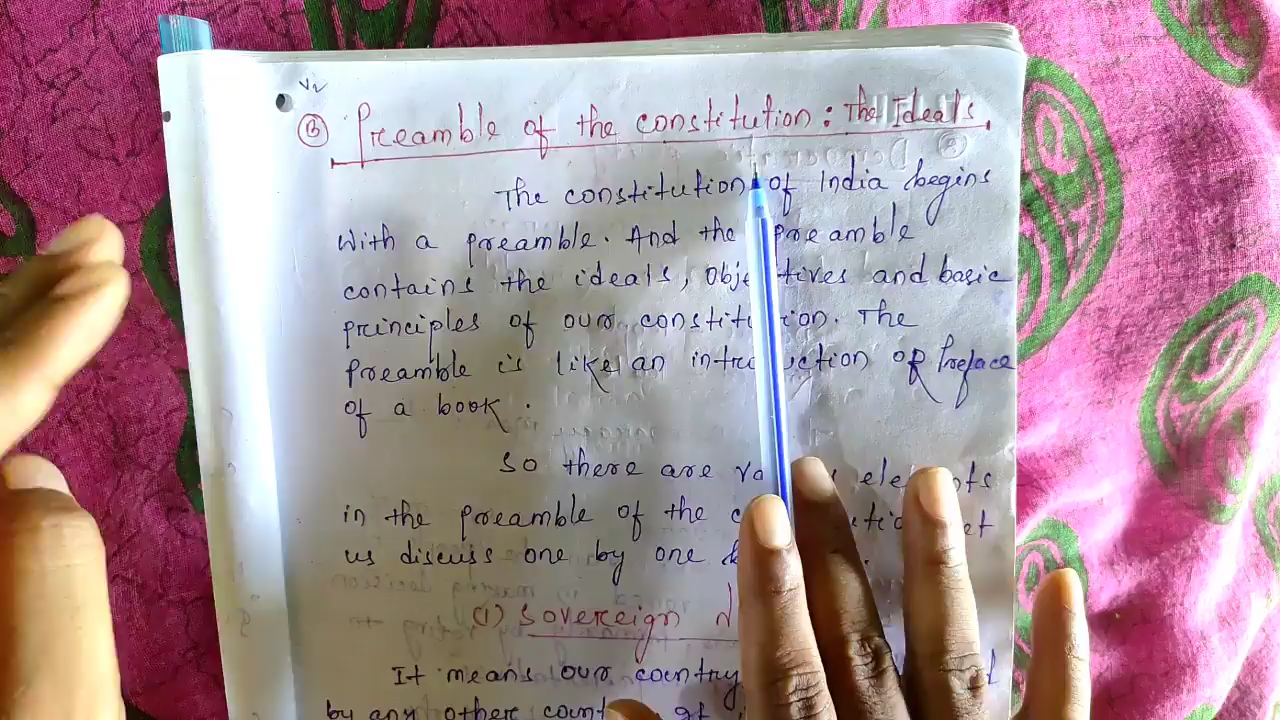 V2
(B) Preamble of the constitution : The Ideals
The constitution of India begins
With a preamble. And the preamble
contains the ideals, objectives and basic
principles of our constitution. The
Preamble is like an introduction or Preface
of a book .
So there are elements
in the preamble of the
us discuss one by one
(1) Sovereign
It means our country
by any other